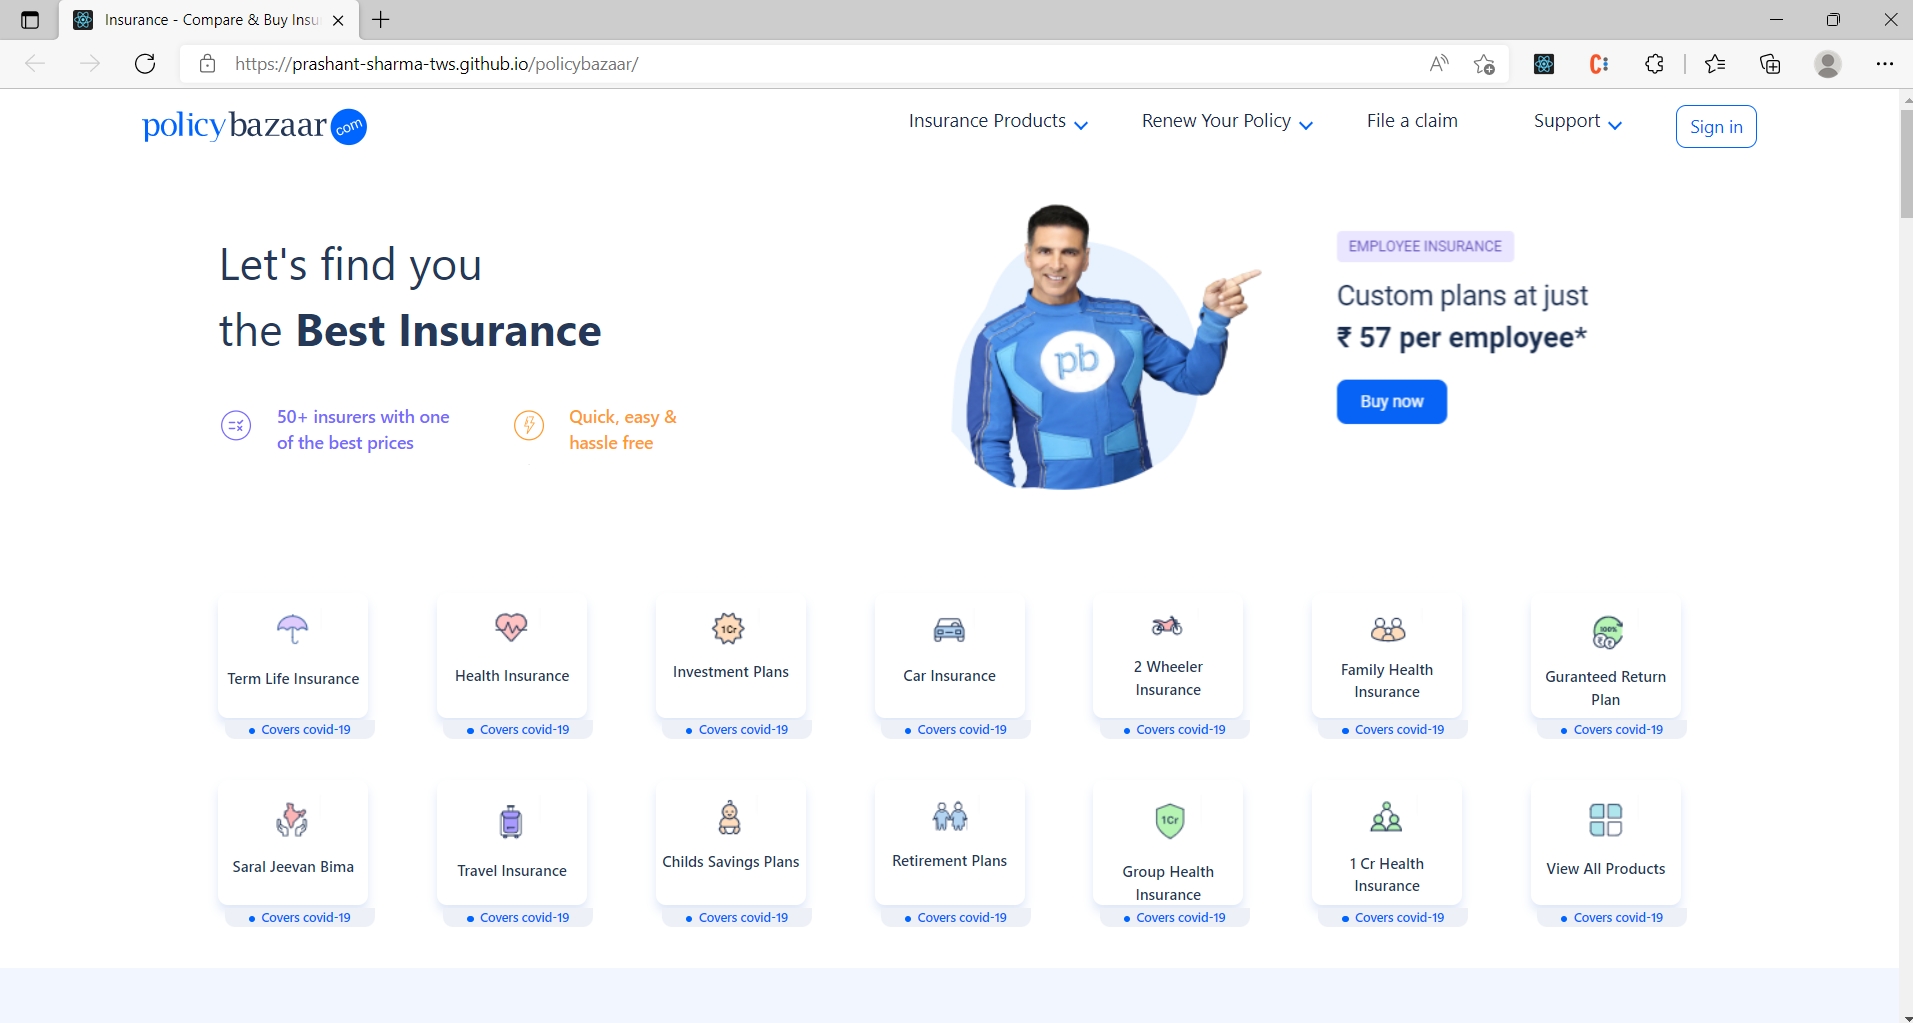 Insurance - Compare & Buy Insu
https://prashant-sharma-tws.github.io/policybazaar/
policybazaar com
Insurance Products
Renew Your Policy
File a claim
Support
Sign in
Let's find you
the Best Insurance
50+ insurers with one
of the best prices
Quick, easy &
hassle free
pb
EMPLOYEE INSURANCE
Custom plans at just
₹ 57 per employee*
Buy now
Term Life Insurance
Covers covid-19
Health Insurance
Covers covid-19
1Cr
Investment Plans
Covers covid-19
Car Insurance
Covers covid-19
2 Wheeler
Insurance
Covers covid-19
Family Health
Insurance
Covers covid-19
100%
Guranteed Return
Plan
Covers covid-19
Saral Jeevan Bima
Covers covid-19
Travel Insurance
Covers covid-19
Childs Savings Plans
Covers covid-19
Retirement Plans
Covers covid-19
1Cr
Group Health
Insurance
Covers covid-19
1 Cr Health
Insurance
Covers covid-19
View All Products
Covers covid-19